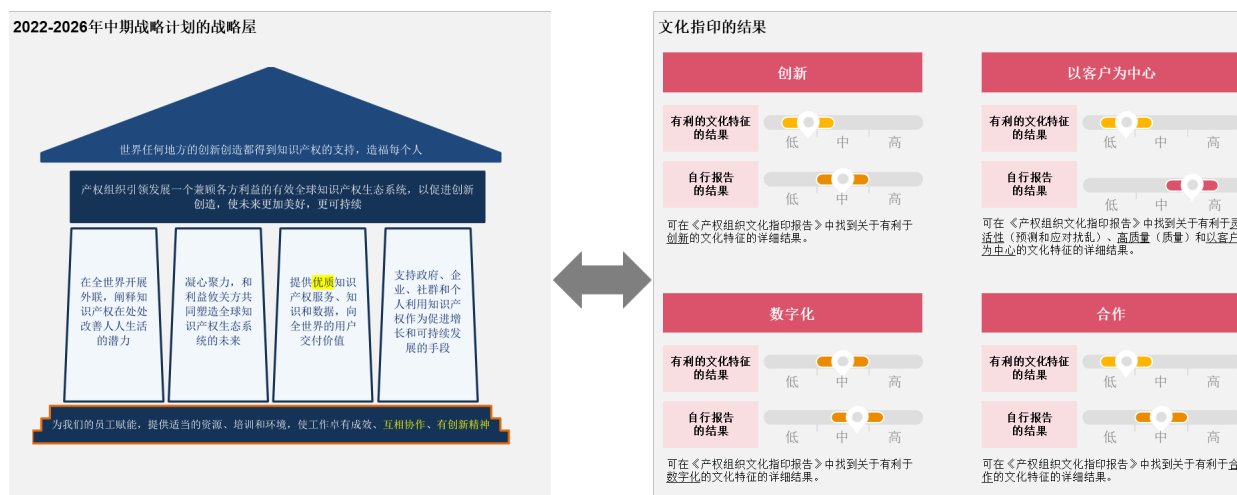 2022-2026年中期战略计划的战略屋
世界任何地方的创新创造都得到知识产权的支持，造福每个人
产权组织引领发展一个兼顾各方利益的有效全球知识产权生态系统，以促进创新
创造，使未来更加美好，更可持续
在全世界开展
外联，阐释知
识产权在处处
改善人人生活
的潜力
凝心聚力，和
利益攸关方共
同塑造全球知
识产权生态系
统的未来
提供优质知识
产权服务、知
识和数据，向
全世界的用户
交付价值
支持政府、企
业、社群和个
人利用知识产
权作为促进增
长和可持续发
展的手段
为我们的员工赋能，提供适当的资源、培训和环境，使工作卓有成效、互相协作、有创新精神
文化指印的结果
创新
有利的文化特征
的结果
低 中 高
自行报告
的结果
低 中 高
可在《产权组织文化指印报告》中找到关于有利于
创新的文化特征的详细结果。
以客户为中心
有利的文化特征
的结果
低 中 高
自行报告
的结果
低 中 高
可在《产权组织文化指印报告》中找到关于有利于灵
活性（预测和应对扰乱）、高质量（质量）和以客户
为中心的文化特征的详细结果。
数字化
有利的文化特征
的结果
低 中 高
自行报告
的结果
低 中 高
可在《产权组织文化指印报告》中找到关于有利于
数字化的文化特征的详细结果。
合作
有利的文化特征
的结果
低 中 高
自行报告
的结果
低 中 高
可在《产权组织文化指印报告》中找到关于有利于合
作的文化特征的详细结果。